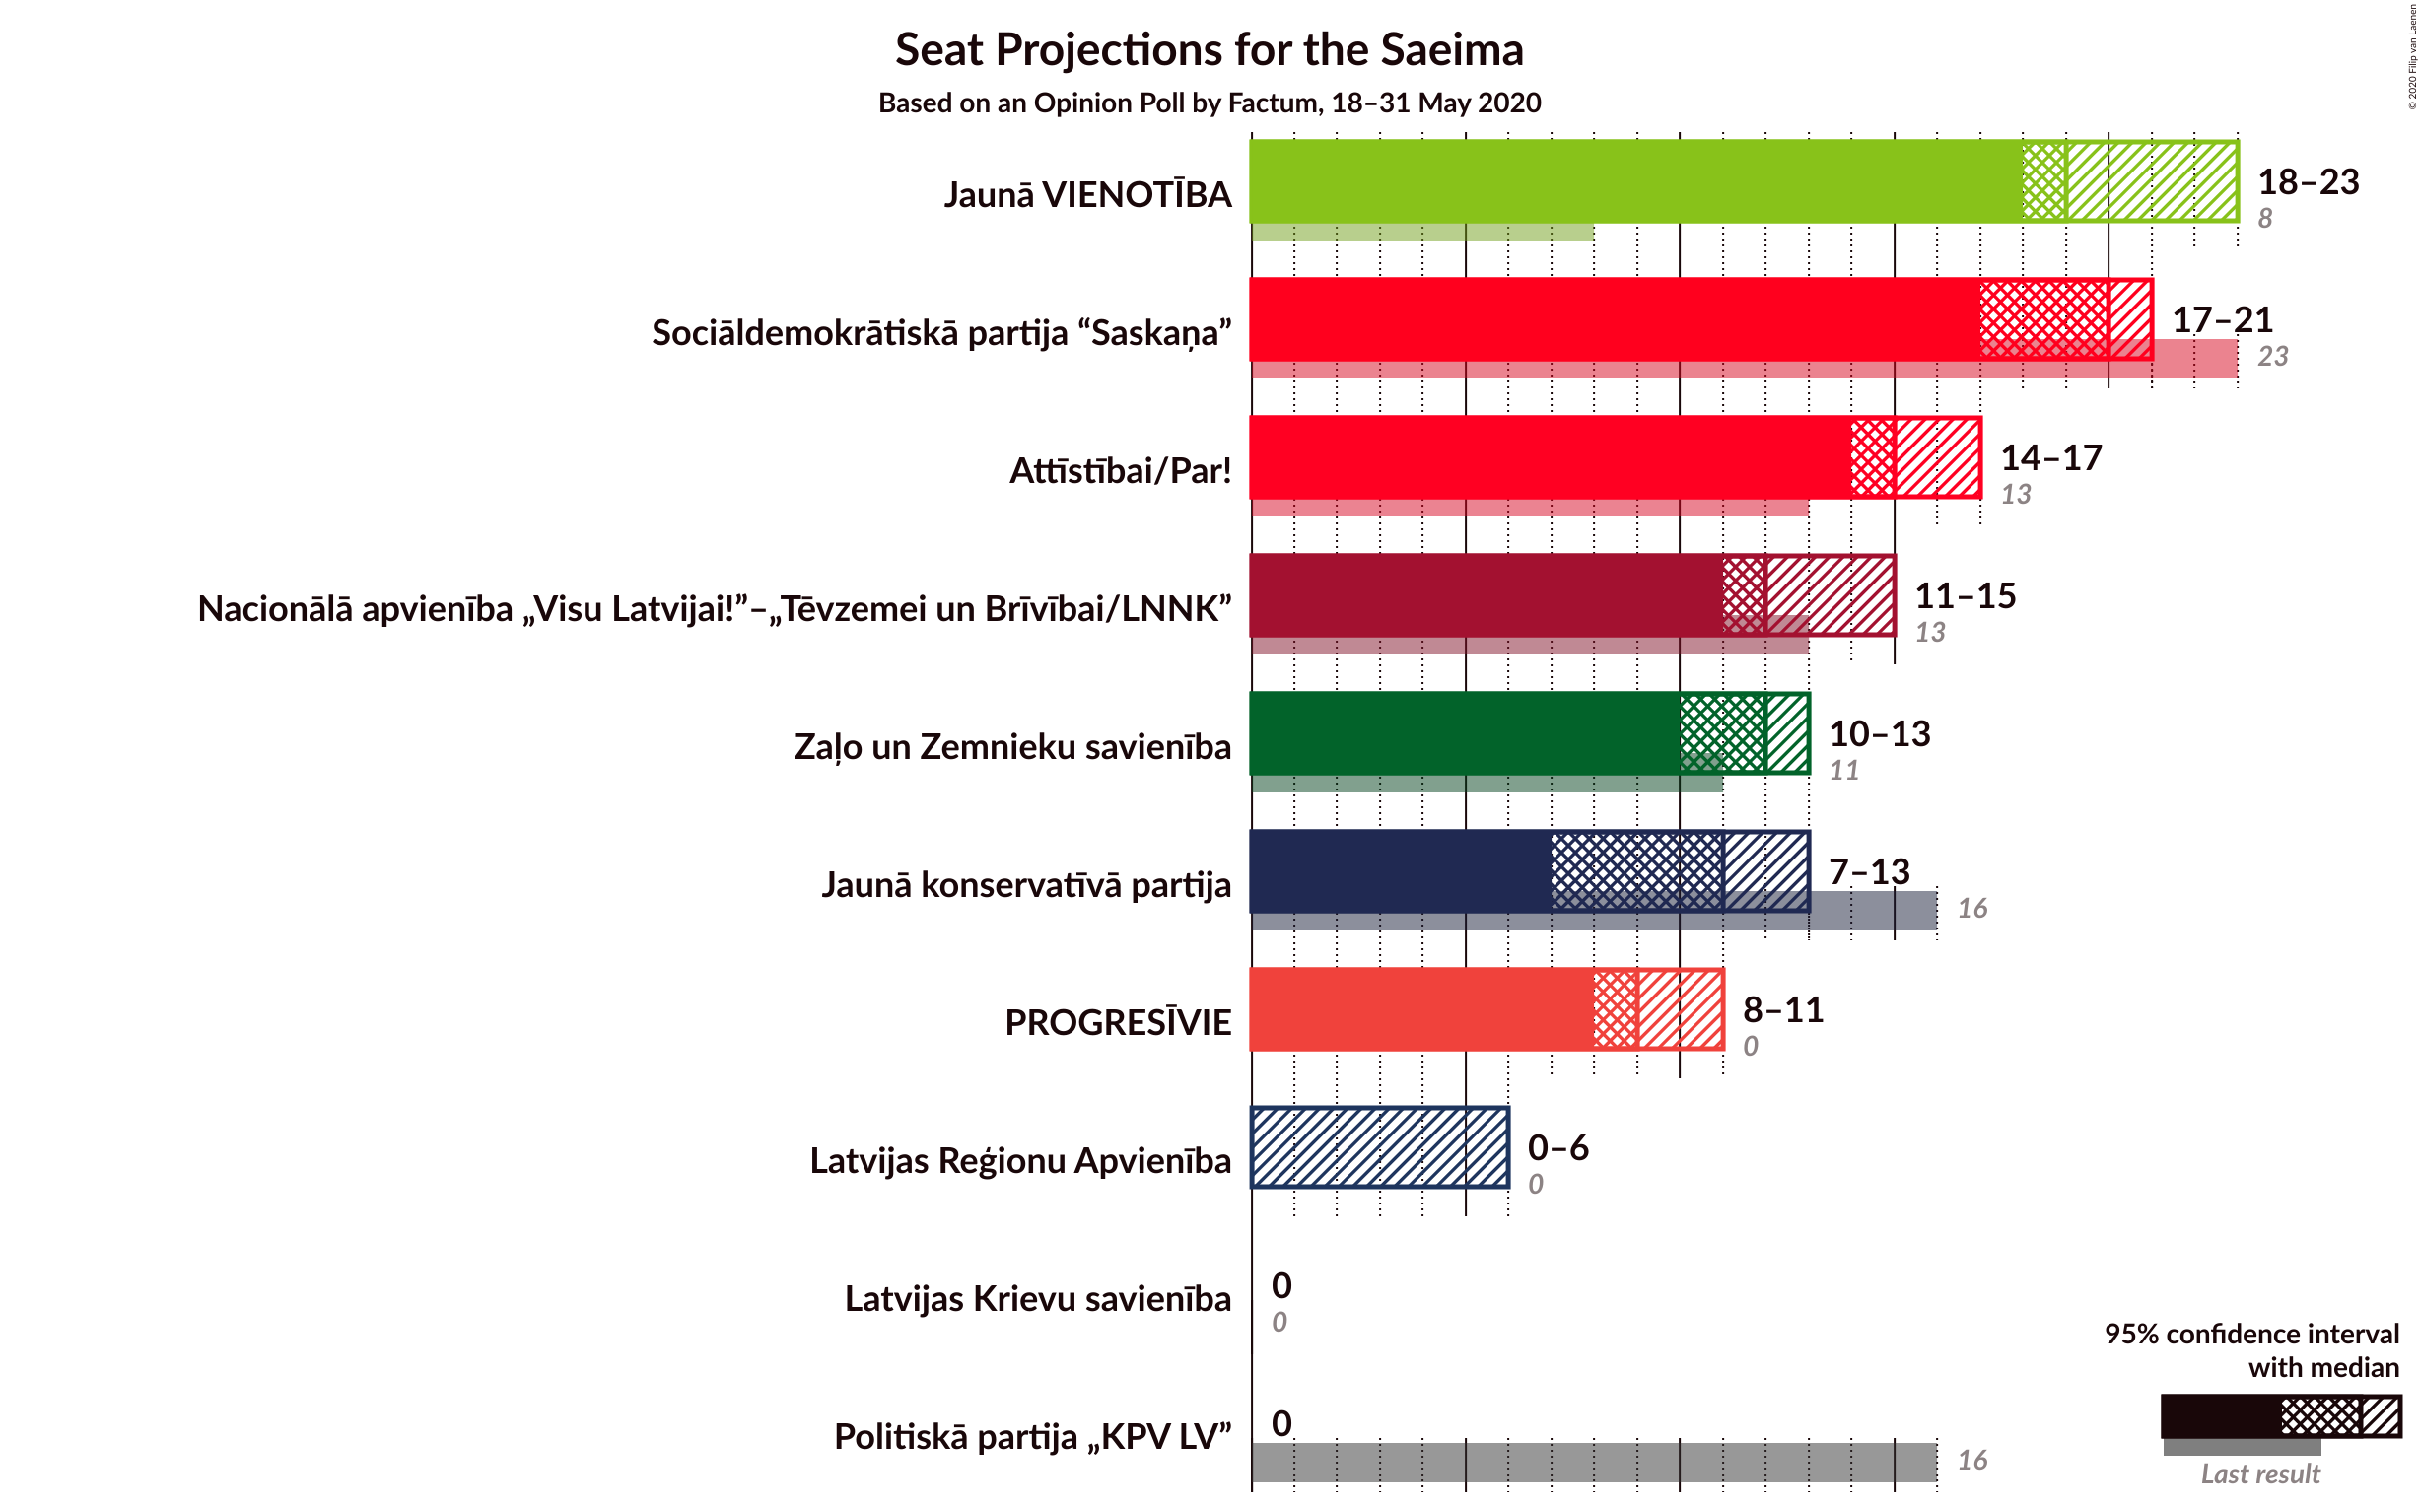 Seat Projections for the Saeima
Based on an Opinion Poll by Factum, 18–31 May 2020
© 2020 Filip van Laenen
Jaunā VIENOTĪBA
18–23
8
Sociāldemokrātiskā partija “Saskaņa”
17–21
23
Attīstībai/Par!
14–17
13
Nacionālā apvienība „Visu Latvijai!”–„Tēvzemei un Brīvībai/LNNK”
11–15
13
Zaļo un Zemnieku savienība
10–13
11
Jaunā konservatīvā partija
7–13
16
PROGRESĪVIE
8–11
0
Latvijas Reģionu Apvienība
0–6
0
Latvijas Krievu savienība
0
0
Politiskā partija „KPV LV”
0
16
95% confidence interval
with median
Last result